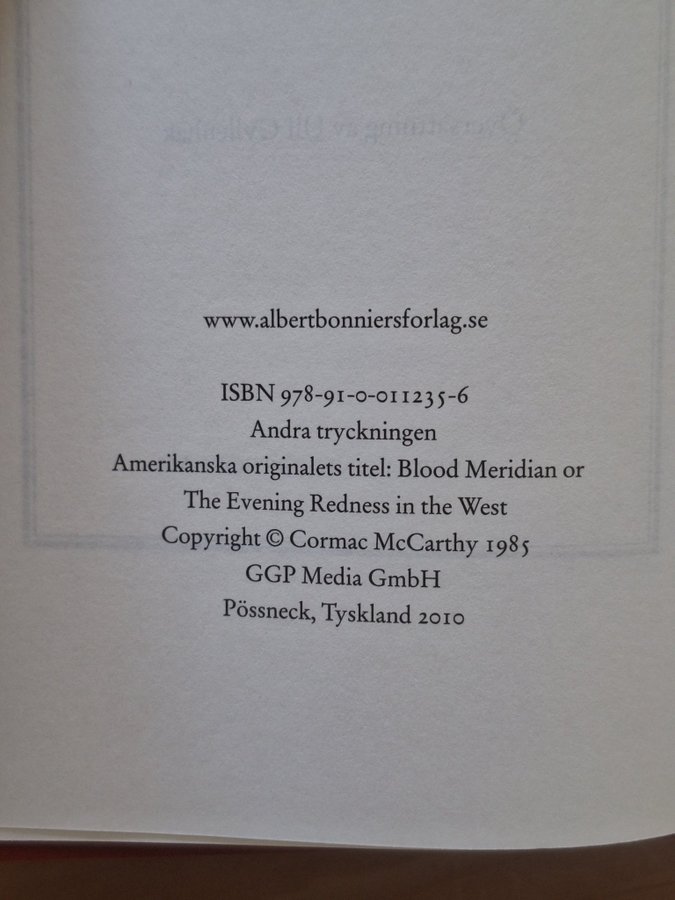 www.albertbonniersforlag.se
ISBN 978-91-0-011235-6
Andra tryckningen
Amerikanska originalets titel: Blood Meridian or
The Evening Redness in the West
Copyright © Cormac McCarthy 1985
GGP Media GmbH
Pössneck, Tyskland 2010